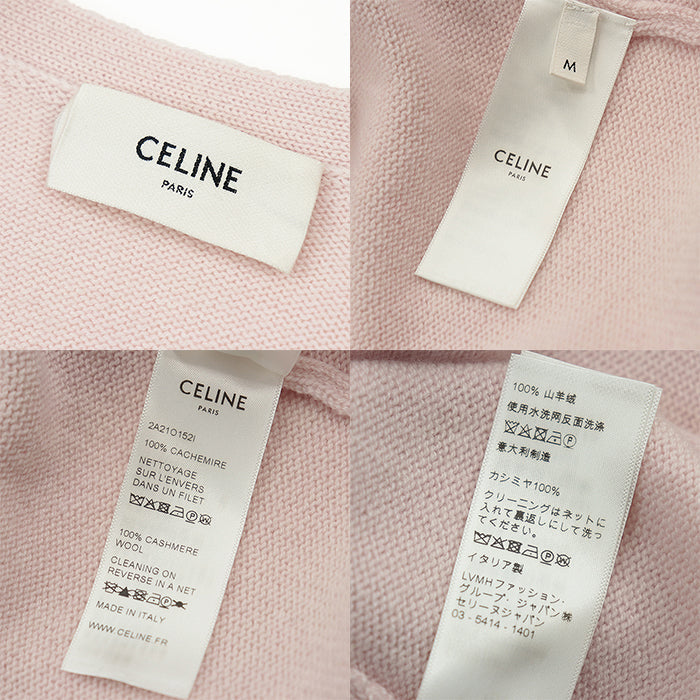 CELINE
PARIS
M
CELINE
PARIS
CELINE
PARIS
2A21O152I
100% CACHEMIRE
NETTOYAGE
SUR L'ENVERS
DANS UN FILET
100% CASHMERE
WOOL
CLEANING ON
REVERSE IN A NET
MADE IN ITALY
WWW.CELINE.FR
100% 山羊绒
使用水洗网反面洗涤
意大利制造
カシミヤ100%
クリーニングはネットに
入れて裏返しにして洗っ
てください。
イタリア製
LVMHファッション・
グループ・ジャパン㈱
セリーヌジャパン
03-5414-1401